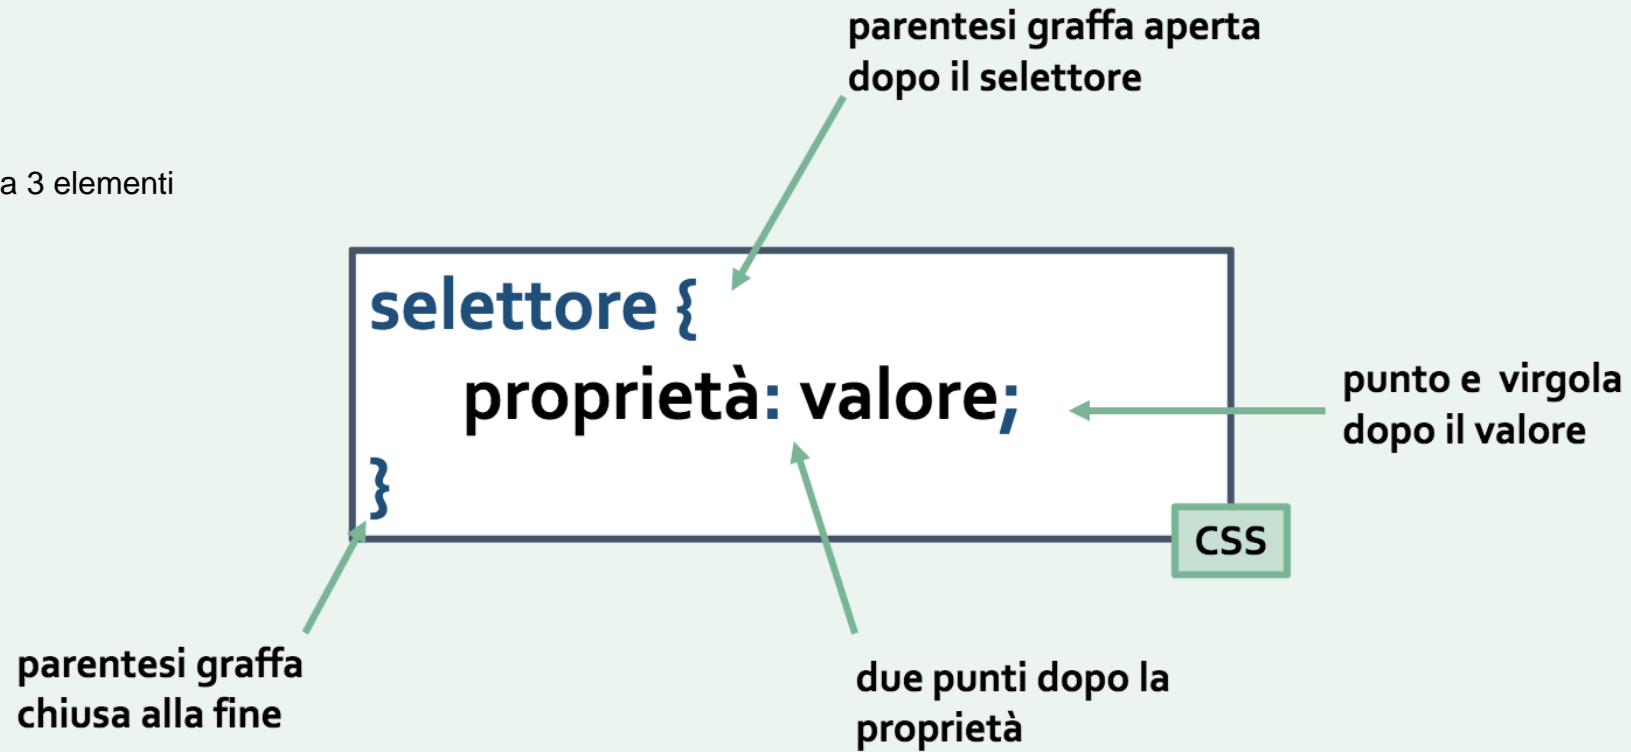 parentesi graffa aperta
dopo il selettore
a 3 elementi
selettore {
proprietà: valore;
}
punto e  virgola
dopo il valore
CSS
parentesi graffa
chiusa alla fine
due punti dopo la
proprietà